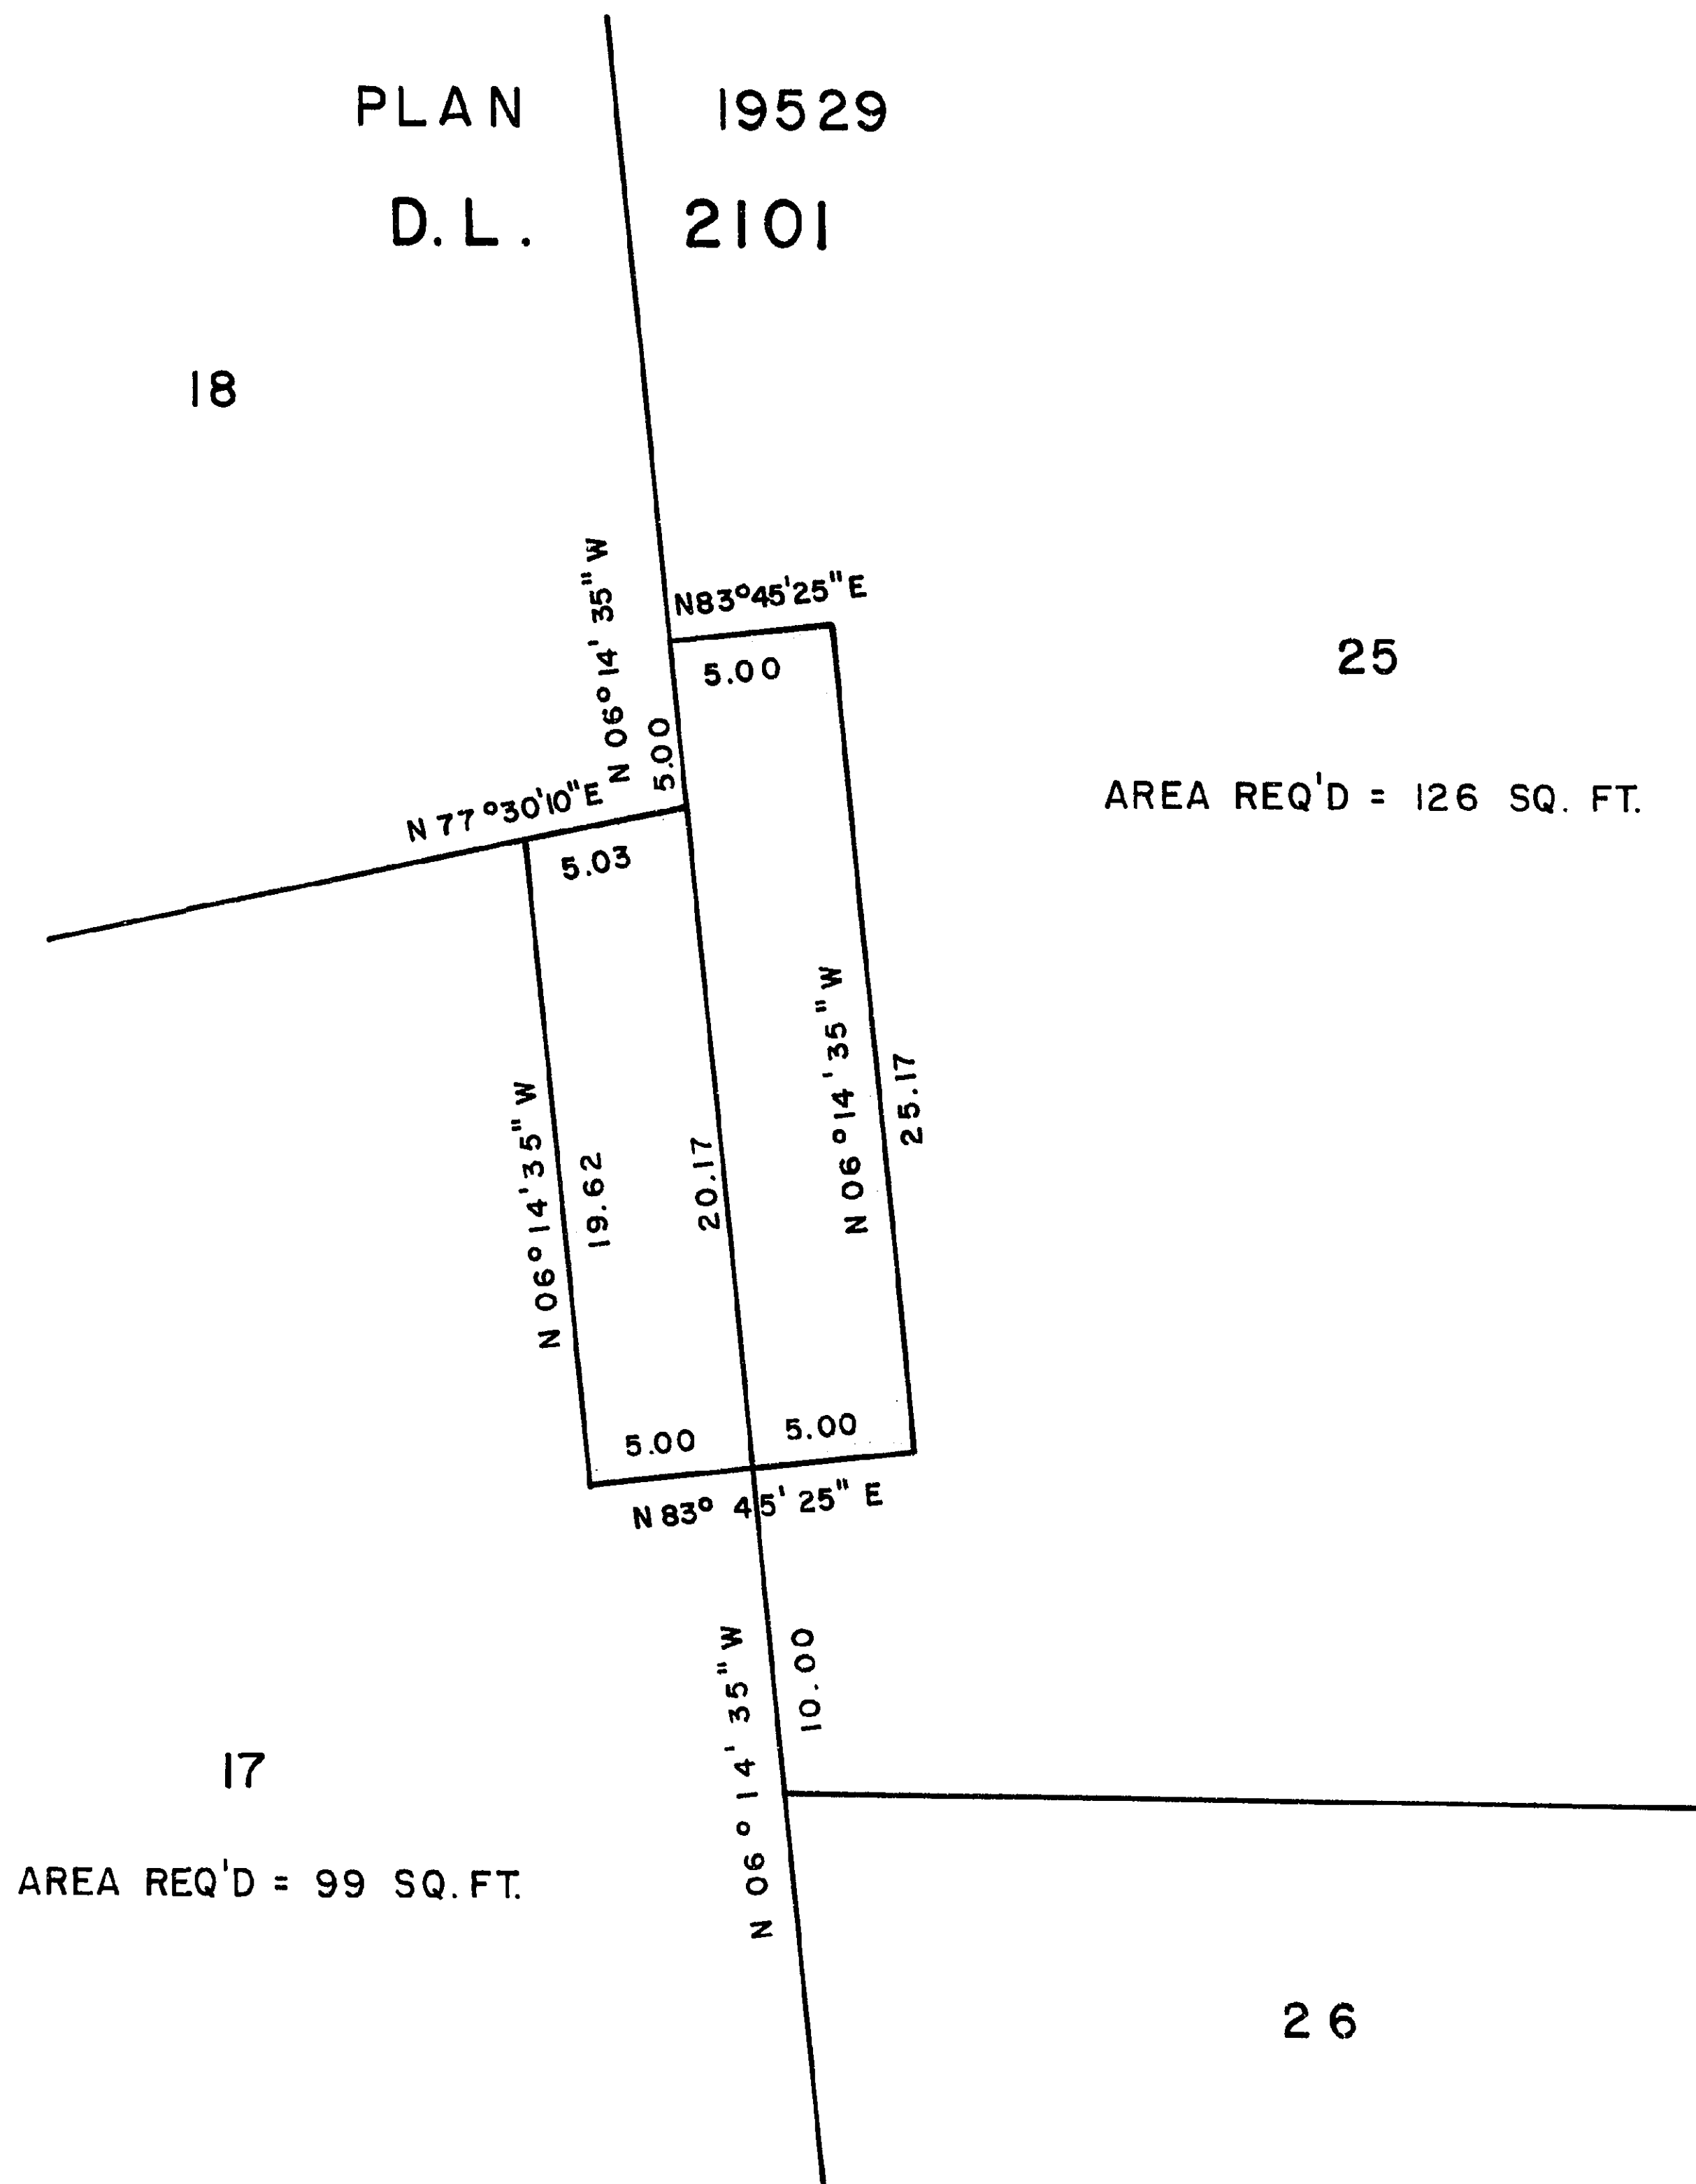 PLAN 19529
D.L. 2101
18
N 06° 14' 35" W
N83°45'25"E
5.00
25
5.00
N 77°30'10"E
AREA REQ'D = 126 SQ. FT.
5.03
N 06° 14' 35" W
25.17
N 06° 14' 35" W
19.62
20.17
5.00
5.00
N 83° 45' 25" E
N 06° 14' 35" W
10.00
17
AREA REQ'D = 99 SQ. FT.
26